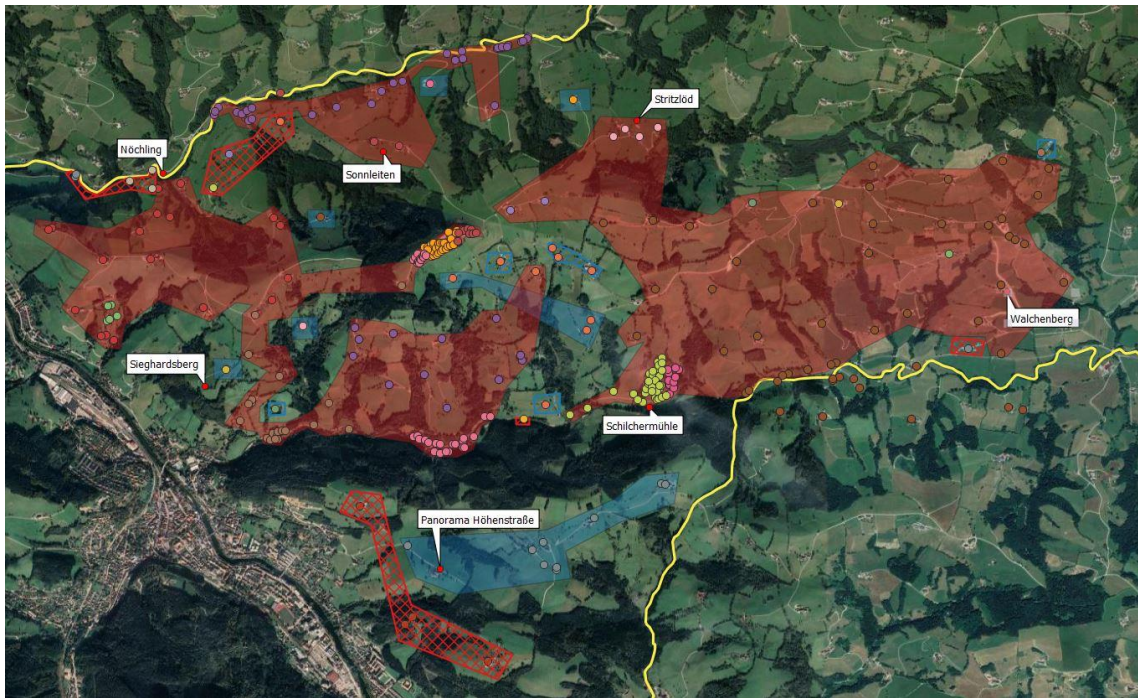 Stritzlöd
Nöchling
Sonnleiten
Walchenberg
Sieghardsberg
Schilchermühle
Panorama Höhenstraße